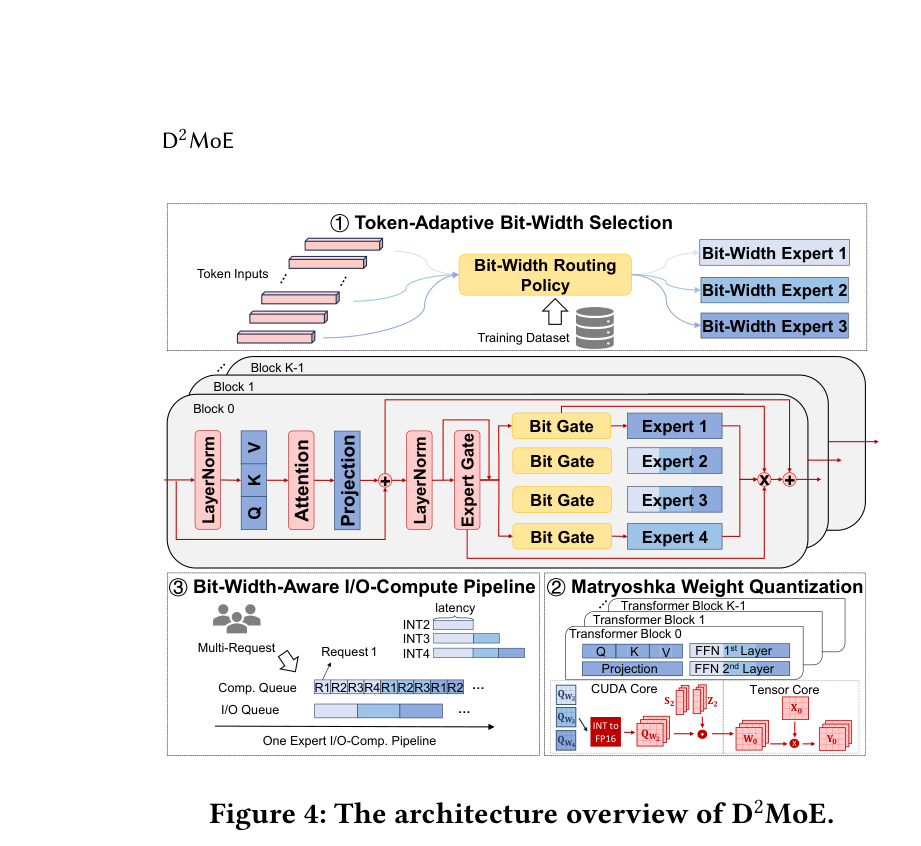 D²MoE
① Token-Adaptive Bit-Width Selection
Token Inputs
Bit-Width Routing
Policy
Training Dataset
Bit-Width Expert 1
Bit-Width Expert 2
Bit-Width Expert 3
Block K-1
Block 1
Block 0
LayerNorm
Q K V
Attention
Projection
+
LayerNorm
Expert Gate
Bit Gate
Expert 1
Bit Gate
Expert 2
Bit Gate
Expert 3
Bit Gate
Expert 4
X
+
③ Bit-Width-Aware I/O-Compute Pipeline
Multi-Request
latency
INT2
INT3
INT4
Request 1
Comp. Queue
R1 R2 R3 R4 R1 R2 R3 R1 R2 ...
I/O Queue
...
One Expert I/O-Comp. Pipeline
② Matryoshka Weight Quantization
Transformer Block K-1
Transformer Block 1
Transformer Block 0
Q K V
FFN 1st Layer
Projection
FFN 2nd Layer
CUDA Core
Tensor Core
Q_W2
Q_W3
Q_W4
INT to
FP16
Q_W2
S₂
Z₂
W₀
X₀
X
Y₀
Figure 4: The architecture overview of D²MoE.